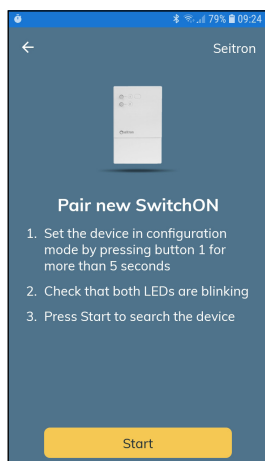 79% 09:24
Seitron
Pair new SwitchON
1. Set the device in configuration
mode by pressing button 1 for
more than 5 seconds
2. Check that both LEDs are blinking
3. Press Start to search the device
Start